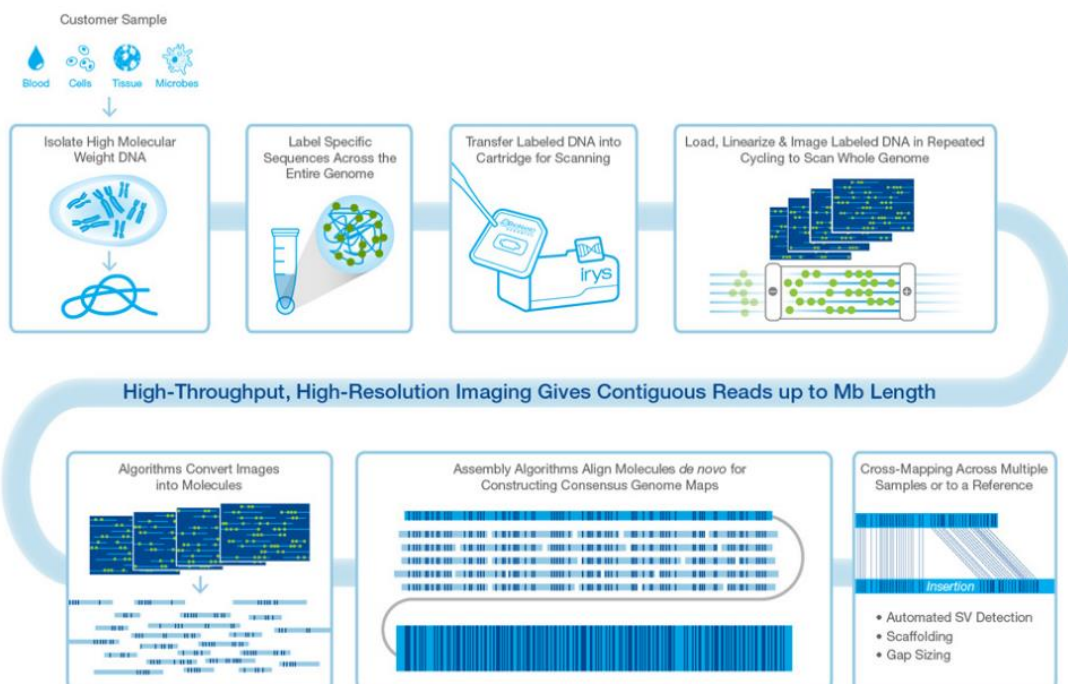 Customer Sample
Blood Cells Tissue Microbes
Isolate High Molecular
Weight DNA
Label Specific
Sequences Across the
Entire Genome
Transfer Labeled DNA into
Cartridge for Scanning
irys
Load, Linearize & Image Labeled DNA in Repeated
Cycling to Scan Whole Genome
High-Throughput, High-Resolution Imaging Gives Contiguous Reads up to Mb Length
Algorithms Convert Images
into Molecules
Assembly Algorithms Align Molecules de novo for
Constructing Consensus Genome Maps
Cross-Mapping Across Multiple
Samples or to a Reference
Insertion
• Automated SV Detection
• Scaffolding
• Gap Sizing